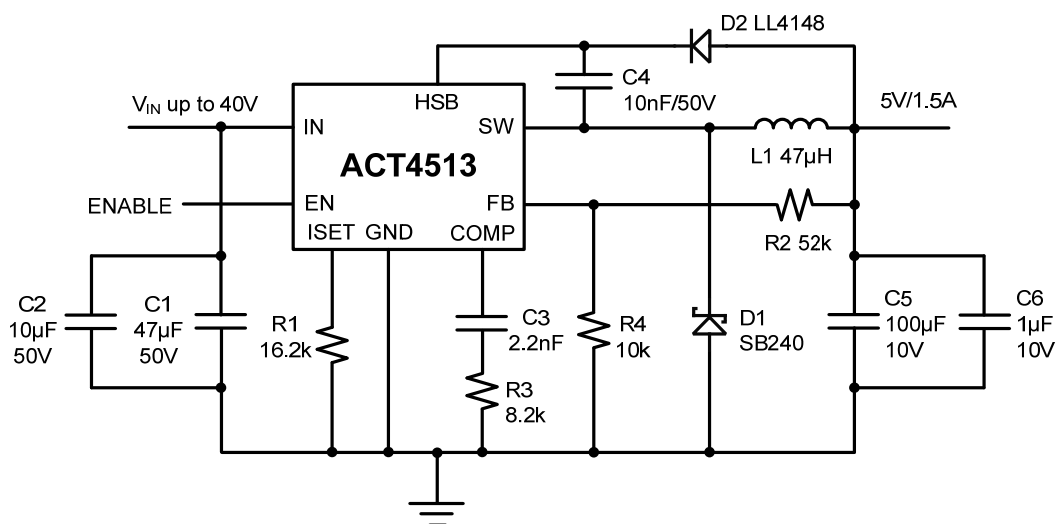 D2 LL4148
C4
10nF/50V
HSB
V_IN up to 40V
IN
SW
5V/1.5A
ACT4513
L1 47µH
ENABLE
EN
FB
ISET
GND
COMP
R2 52k
C2
10µF
50V
C1
47µF
50V
R1
16.2k
C3
2.2nF
R3
8.2k
R4
10k
D1
SB240
C5
100µF
10V
C6
1µF
10V